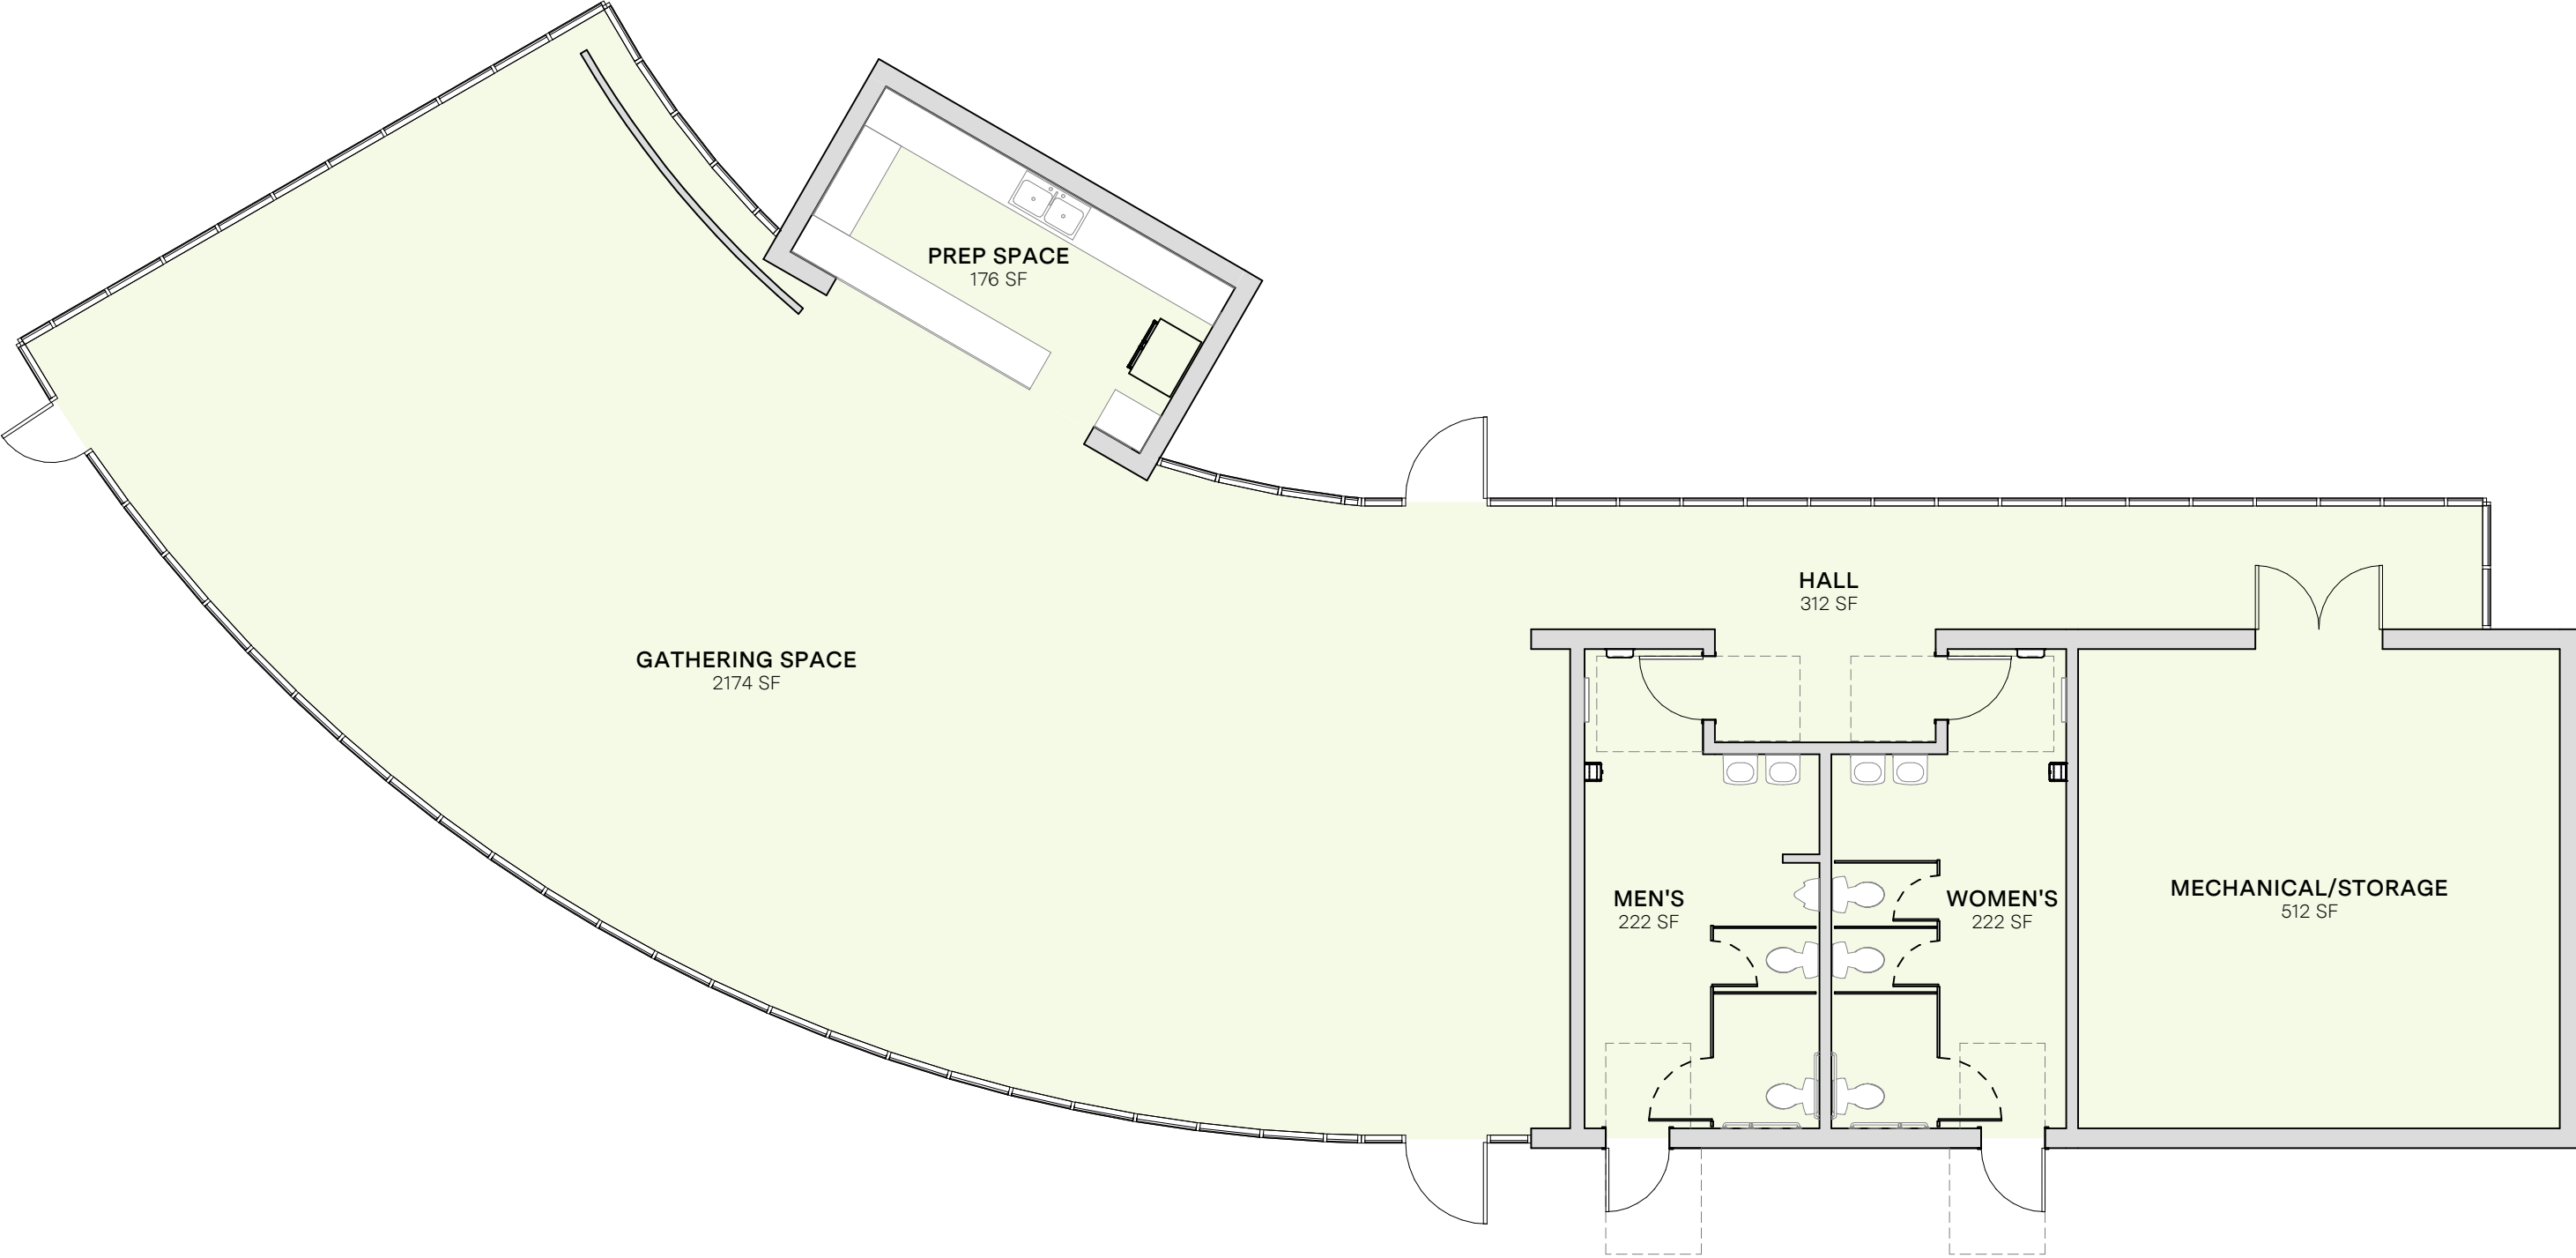 PREP SPACE
176 SF
HALL
312 SF
GATHERING SPACE
2174 SF
MEN'S
222 SF
WOMEN'S
222 SF
MECHANICAL/STORAGE
512 SF